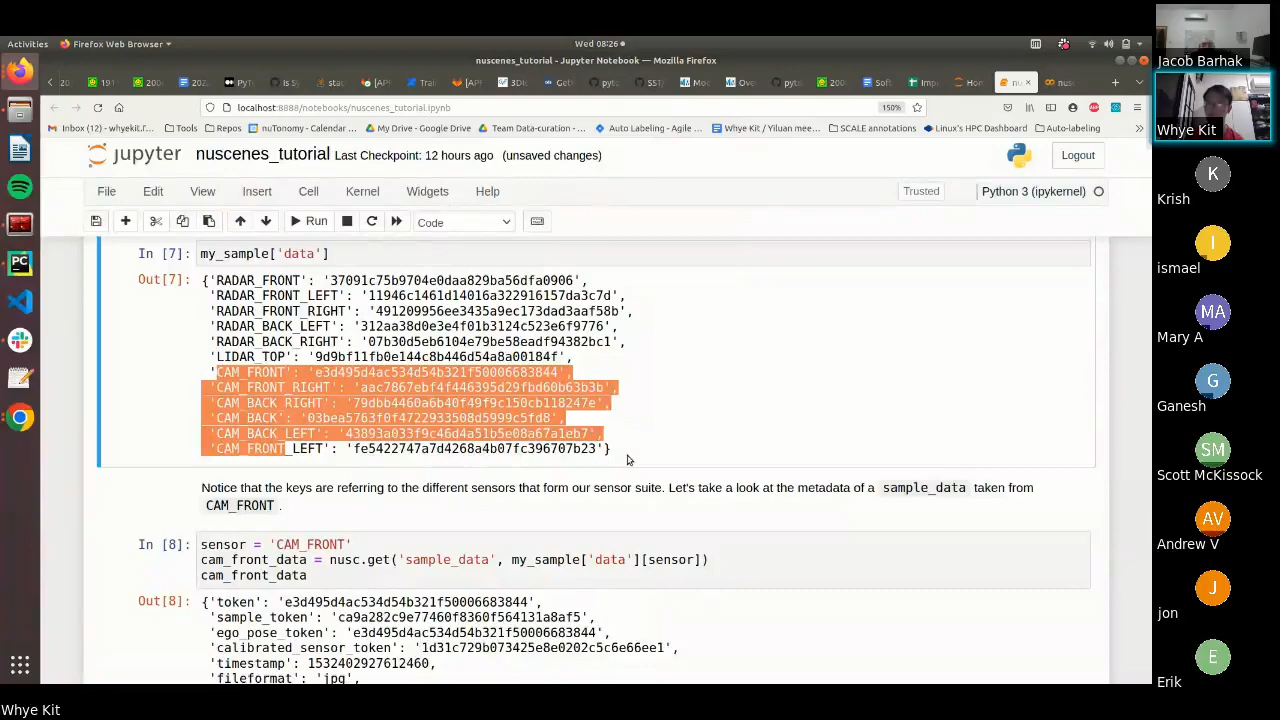 Activities
Firefox Web Browser
Wed 08:26
nuscenes_tutorial - Jupyter Notebook — Mozilla Firefox
localhost:8888/notebooks/nuscenes_tutorial.ipynb
150%
Inbox (12) - whyekit.f...
Tools
Repos
nuTonomy - Calendar ...
My Drive - Google Drive
Team Data-curation - ...
Auto Labeling - Agile ...
Whye Kit / Yiluan mee...
SCALE annotations
Linux's HPC Dashboard
Auto-labeling
jupyter
nuscenes_tutorial
Last Checkpoint: 12 hours ago
(unsaved changes)
Logout
File
Edit
View
Insert
Cell
Kernel
Widgets
Help
Trusted
Python 3 (ipykernel)
Run
Code
In [7]:
my_sample['data']
Out[7]:
{'RADAR_FRONT': '37091c75b9704e0daa829ba56dfa0906',
'RADAR_FRONT_LEFT': '11946c1461d14016a322916157da3c7d',
'RADAR_FRONT_RIGHT': '491209956ee3435a9ec173dad3aaf58b',
'RADAR_BACK_LEFT': '312aa38d0e3e4f01b3124c523e6f9776',
'RADAR_BACK_RIGHT': '07b30d5eb6104e79be58eadf94382bc1',
'LIDAR_TOP': '9d9bf11fb0e144c8b446d54a8a00184f',
'CAM_FRONT': 'e3d495d4ac534d54b321f50006683844',
'CAM_FRONT_RIGHT': 'aac7867ebf4f446395d29fbd60b63b3b',
'CAM_BACK_RIGHT': '79dbb4460a6b40f49f9c150cb118247e',
'CAM_BACK': '03bea5763f0f4722933508d5999c5fd8',
'CAM_BACK_LEFT': '43893a033f9c46d4a51b5e08a67a1eb7',
'CAM_FRONT_LEFT': 'fe5422747a7d4268a4b07fc396707b23'}
Notice that the keys are referring to the different sensors that form our sensor suite. Let's take a look at the metadata of a sample_data taken from
CAM_FRONT .
In [8]:
sensor = 'CAM_FRONT'
cam_front_data = nusc.get('sample_data', my_sample['data'][sensor])
cam_front_data
Out[8]:
{'token': 'e3d495d4ac534d54b321f50006683844',
'sample_token': 'ca9a282c9e77460f8360f564131a8af5',
'ego_pose_token': 'e3d495d4ac534d54b321f50006683844',
'calibrated_sensor_token': '1d31c729b073425e8e0202c5c6e66ee1',
'timestamp': 1532402927612460,
'fileformat': 'jpg',
Jacob Barhak
Whye Kit
K
Krish
I
ismael
MA
Mary A
G
Ganesh
SM
Scott McKissock
AV
Andrew V
J
jon
E
Erik
Whye Kit